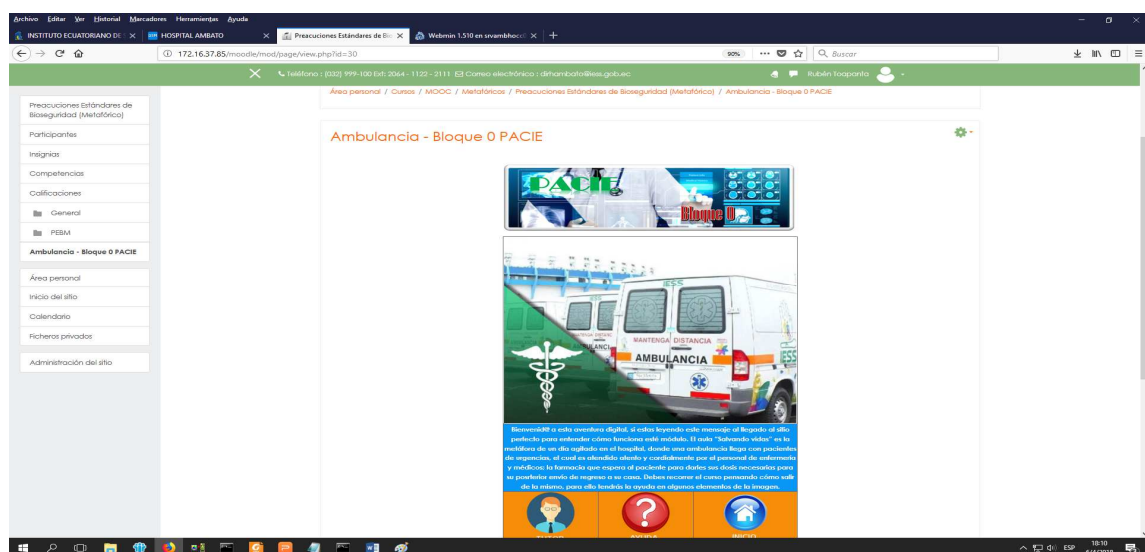 Archivo Editar Ver Historial Marcadores Herramientas Ayuda
INSTITUTO ECUATORIANO DE
HOSPITAL AMBATO
Preacuciones Estándares de Bio
Webmin 1.510 en srvambhocs
172.16.37.85/moodle/mod/page/view.php?id=30
90%
Buscar
Teléfono : (032) 999-100 Ext: 2064 - 1122 - 2111 Correo electrónico : dirhambato@iess.gob.ec
Rubén Toapanta
Área personal / Cursos / MOOC / Metafóricos / Preacuciones Estándares de Bioseguridad (Metafórico) / Ambulancia - Bloque 0 PACIE
Preacuciones Estándares de
Bioseguridad (Metafórico)
Participantes
Insignias
Competencias
Calificaciones
General
PEBM
Ambulancia - Bloque 0 PACIE
Área personal
Inicio del sitio
Calendario
Ficheros privados
Administración del sitio
Ambulancia - Bloque 0 PACIE
PACIE
Bloque 0
IESS
MANTENGA DISTANCIA
AMBULANCIA
IESS
Bienvenid@ a esta aventura digital, si estas leyendo este mensaje al llegado al sitio
perfecto para entender cómo funciona esté módulo. El aula "Salvando vidas" es la
metáfora de un día agitado en el hospital, donde una ambulancia llega con pacientes
de urgencias, el cual es atendido atento y cordialmente por el personal de enfermería
y médicos; la farmacia que espera al paciente para darles sus dosis necesarias para
su posterior envío de regreso a su casa. Debes recorrer el curso pensando cómo salir
de la mismo, para ello tendrás la ayuda en algunos elementos de la imagen.
TUTOR
AYUDA
INICIO
ESP
18:10